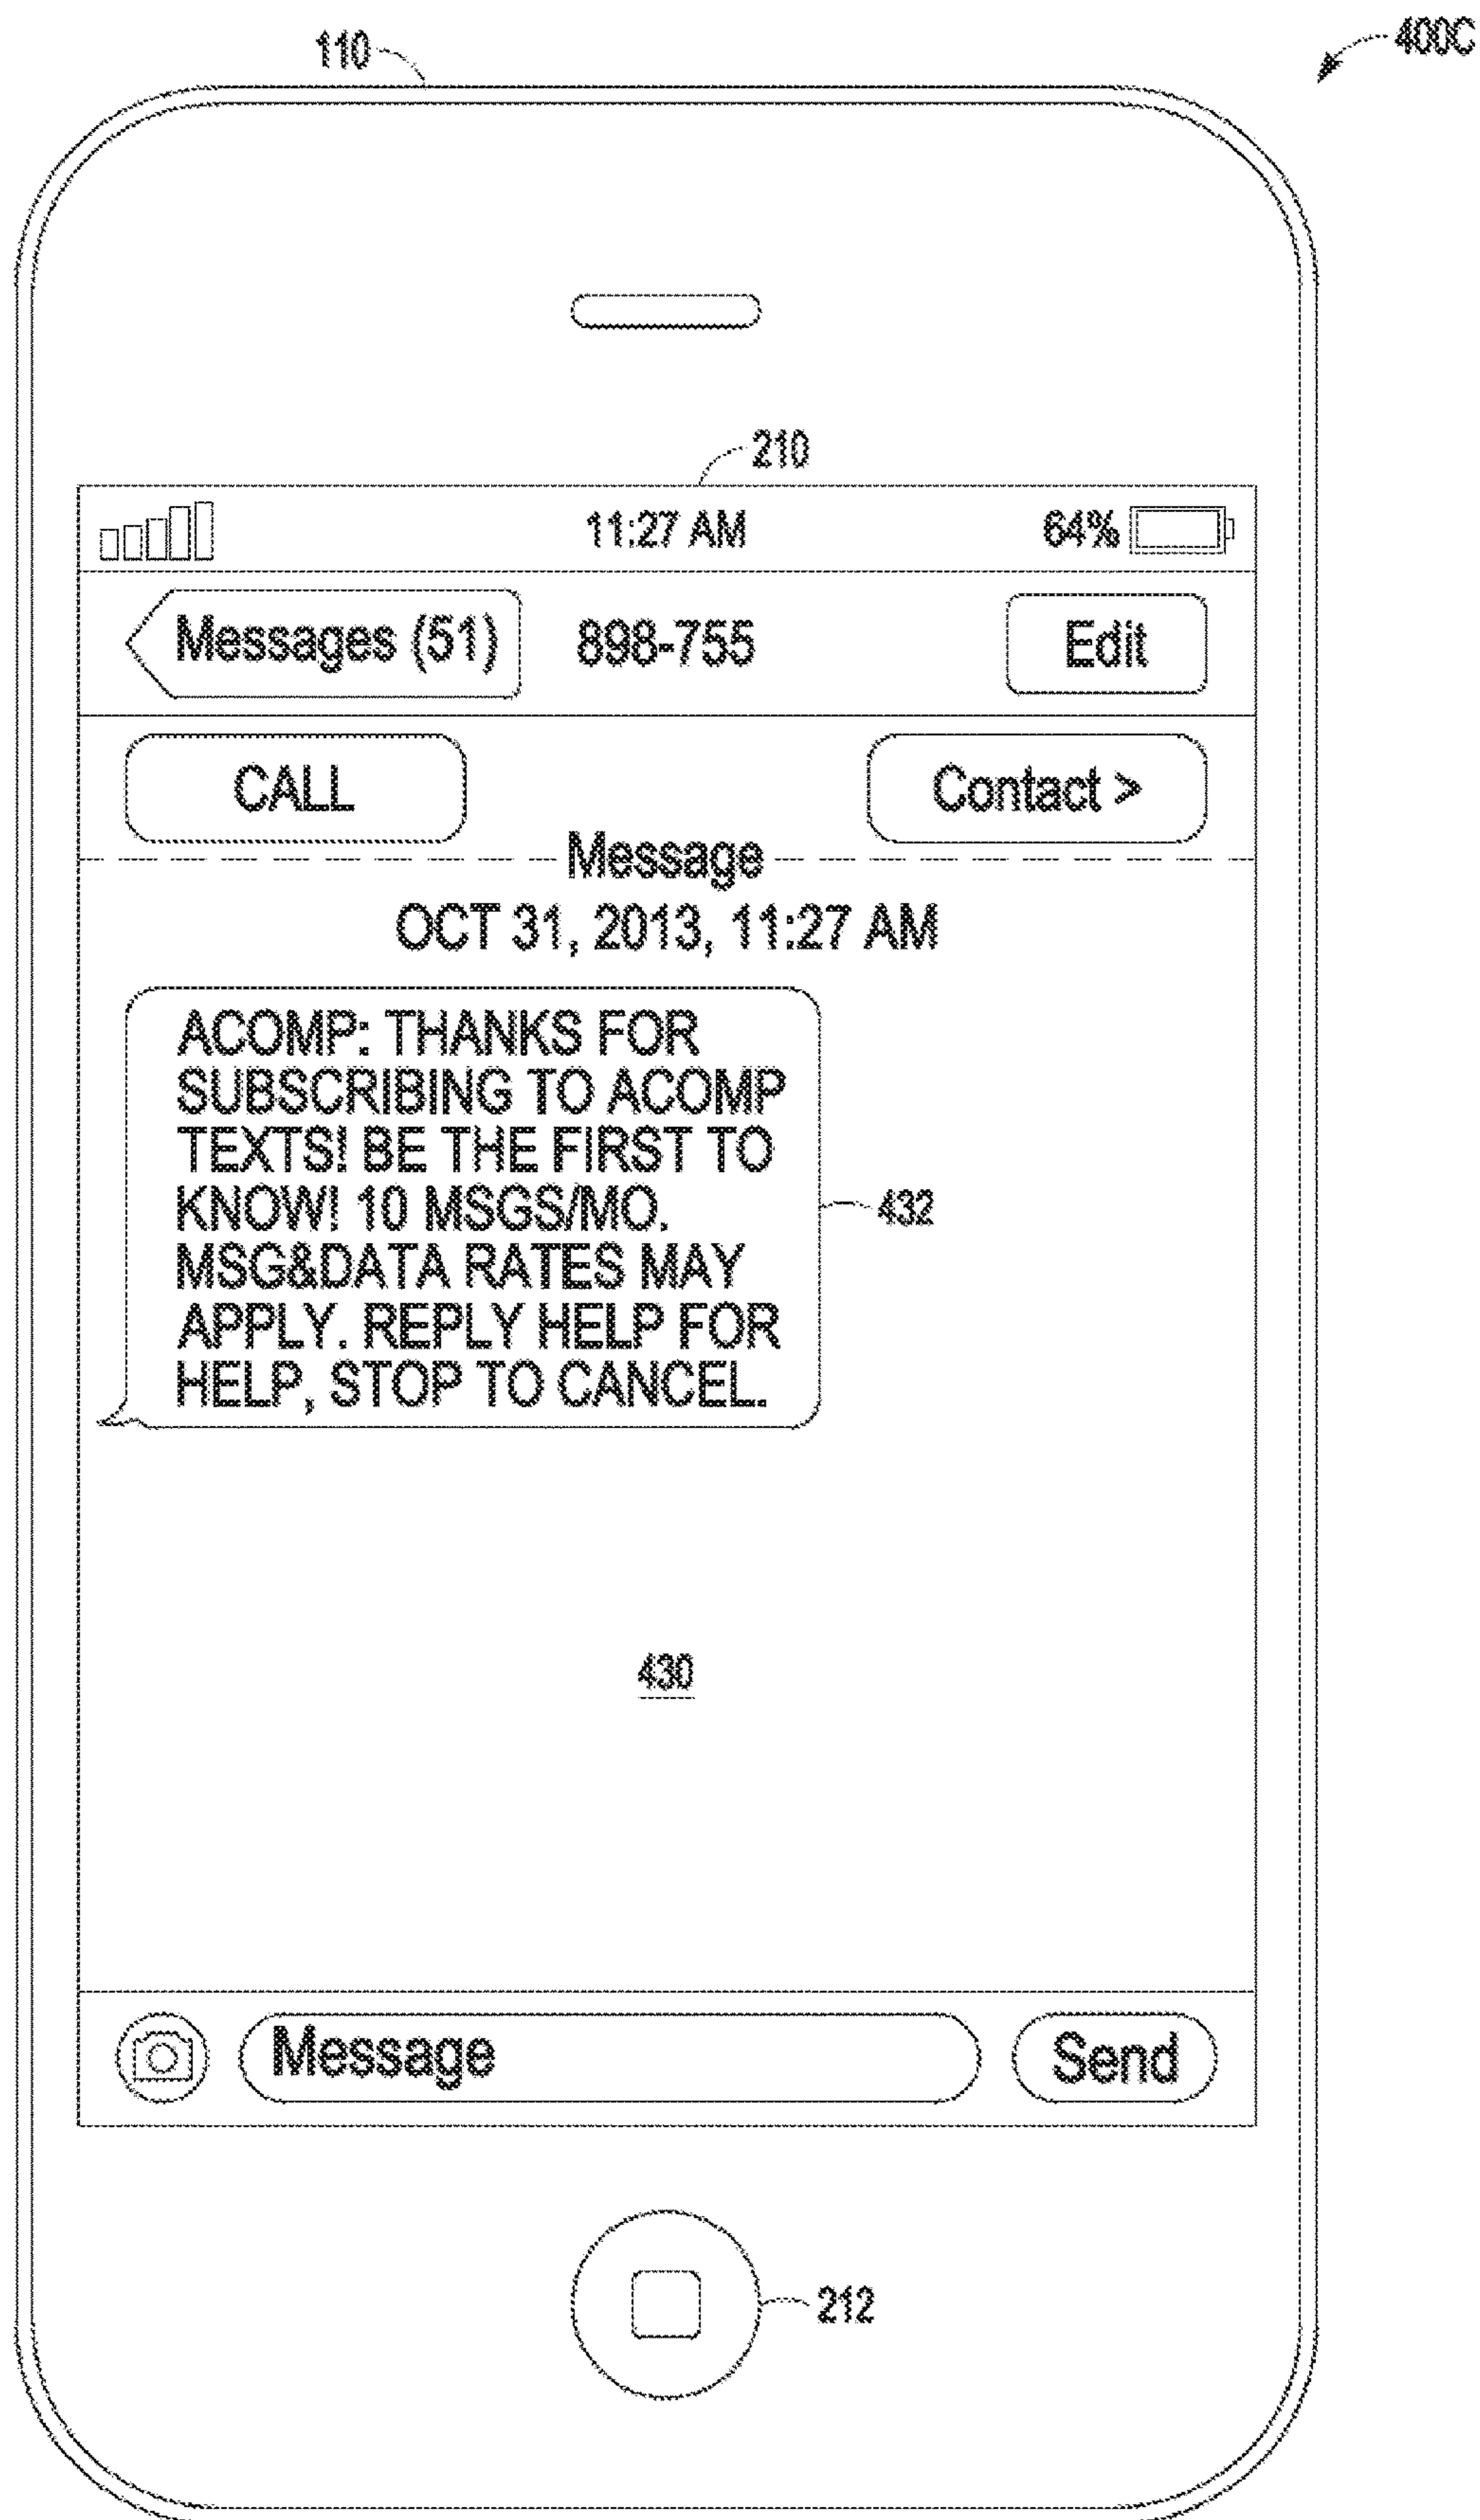 110
400C
210
11:27 AM 64%
Messages (51) 898-755 Edit
CALL Contact >
Message
OCT 31, 2013, 11:27 AM
ACOMP: THANKS FOR
SUBSCRIBING TO ACOMP
TEXTS! BE THE FIRST TO
KNOW! 10 MSGS/MO.
MSG&DATA RATES MAY
APPLY. REPLY HELP FOR
HELP, STOP TO CANCEL.
432
430
Message Send
212